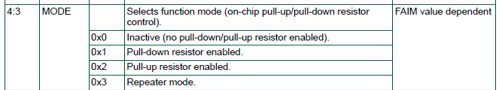 4:3 MODE Selects function mode (on-chip pull-up/pull-down resistor control). FAIM value dependent
0x0 Inactive (no pull-down/pull-up resistor enabled).
0x1 Pull-down resistor enabled.
0x2 Pull-up resistor enabled.
0x3 Repeater mode.